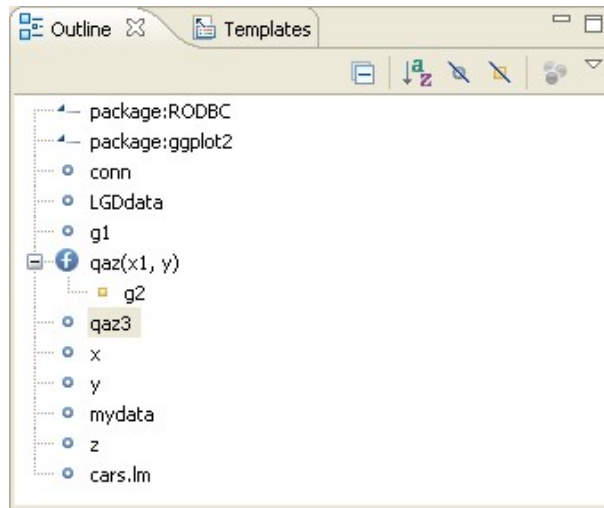 Outline Templates
a
z
package:RODBC
package:ggplot2
conn
LGDdata
g1
f qaz(x1, y)
g2
qaz3
x
y
mydata
z
cars.lm